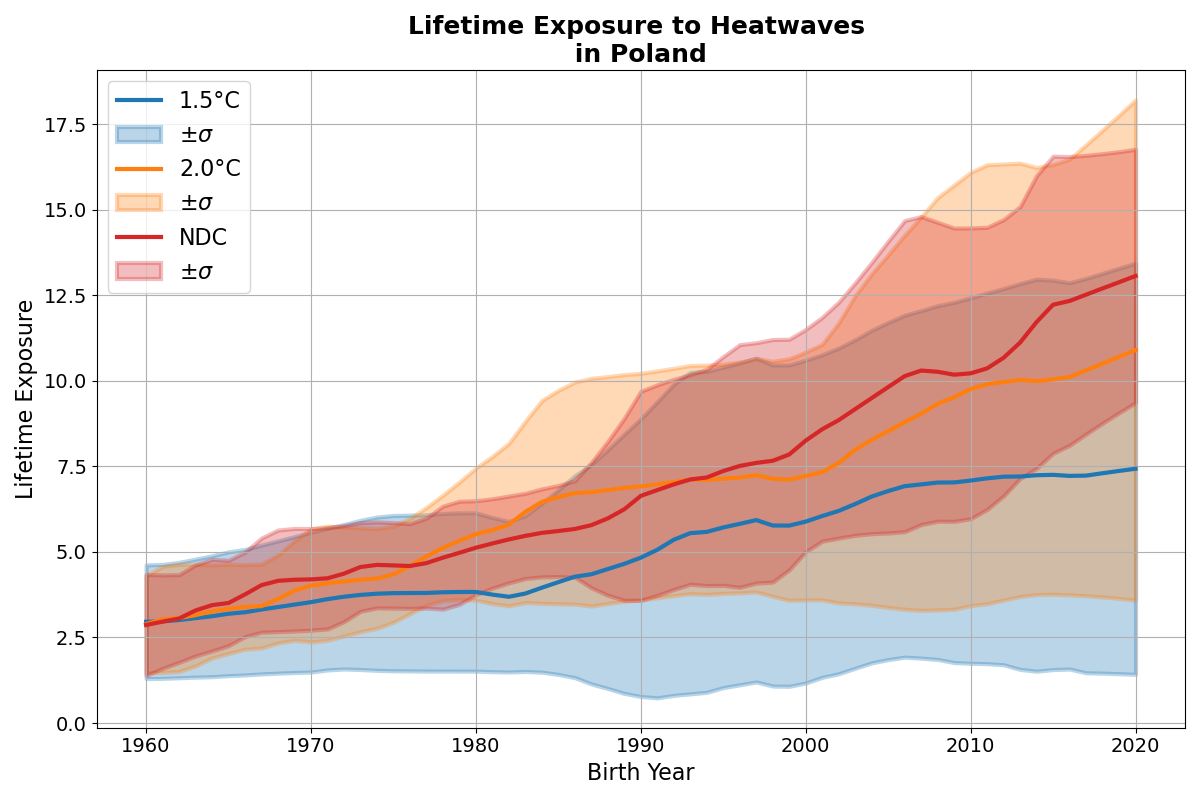 Lifetime Exposure to Heatwaves
in Poland
1.5°C
±σ
2.0°C
±σ
NDC
±σ
17.5
15.0
12.5
10.0
7.5
5.0
2.5
0.0
Lifetime Exposure
1960 1970 1980 1990 2000 2010 2020
Birth Year